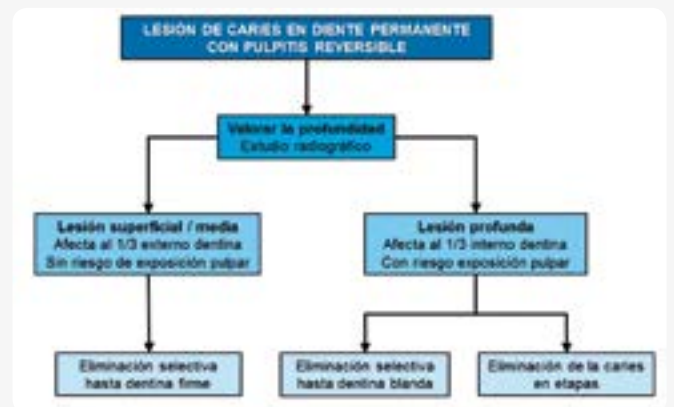 LESIÓN DE CARIES EN DIENTE PERMANENTE
CON PULPITIS REVERSIBLE
Valorar la profundidad
Estudio radiográfico
Lesión superficial / media
Afecta al 1/3 externo dentina
Sin riesgo de exposición pulpar
Lesión profunda
Afecta al 1/3 interno dentina
Con riesgo exposición pulpar
Eliminación selectiva
hasta dentina firme
Eliminación selectiva
hasta dentina blanda
Eliminación de la caries
en etapas